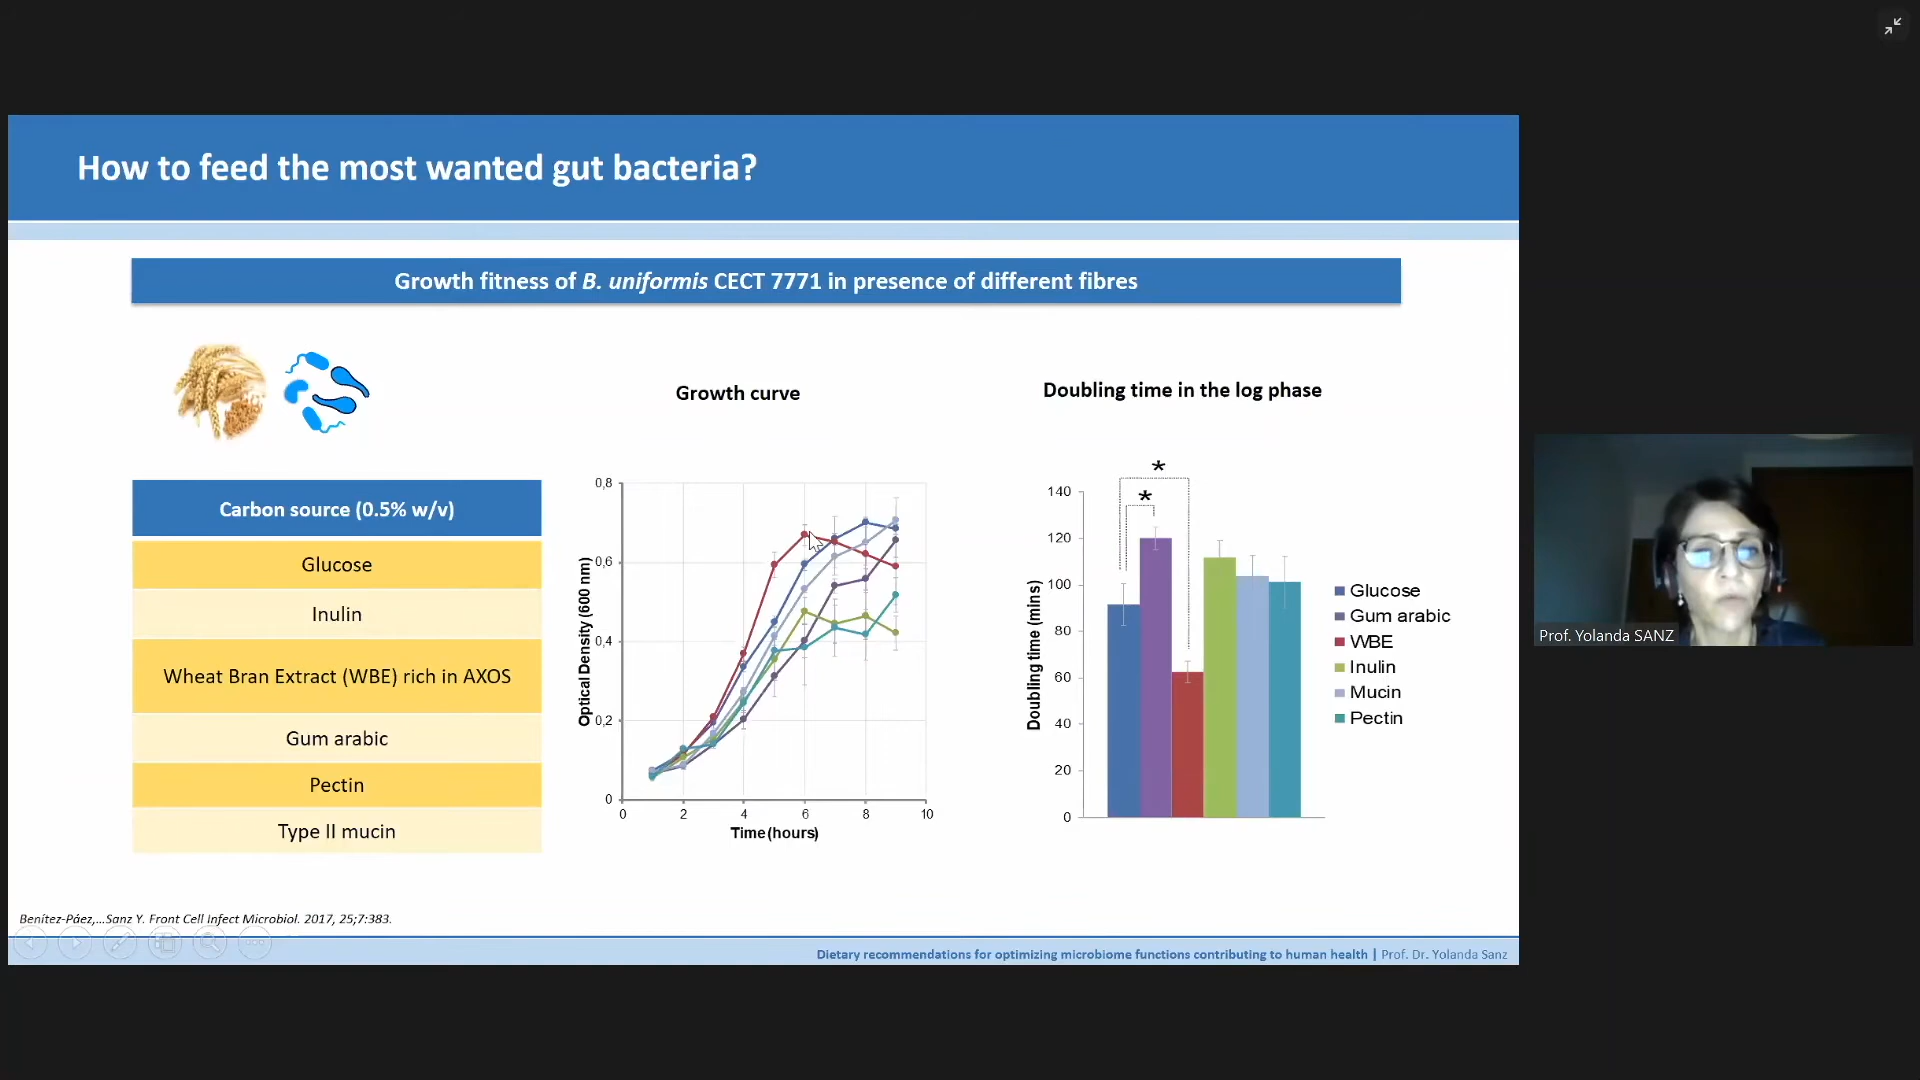 How to feed the most wanted gut bacteria?
Growth fitness of B. uniformis CECT 7771 in presence of different fibres
Growth curve
Doubling time in the log phase
Carbon source (0.5% w/v)
Glucose
Inulin
Wheat Bran Extract (WBE) rich in AXOS
Gum arabic
Pectin
Type II mucin
Optical Density (600 nm)
0,8
0,6
0,4
0,2
0
0 2 4 6 8 10
Time (hours)
Doubling time (mins)
140
120
100
80
60
40
20
0
*
*
Glucose
Gum arabic
WBE
Inulin
Mucin
Pectin
Prof. Yolanda SANZ
Benítez-Páez,...Sanz Y. Front Cell Infect Microbiol. 2017, 25;7:383.
Dietary recommendations for optimizing microbiome functions contributing to human health | Prof. Dr. Yolanda Sanz